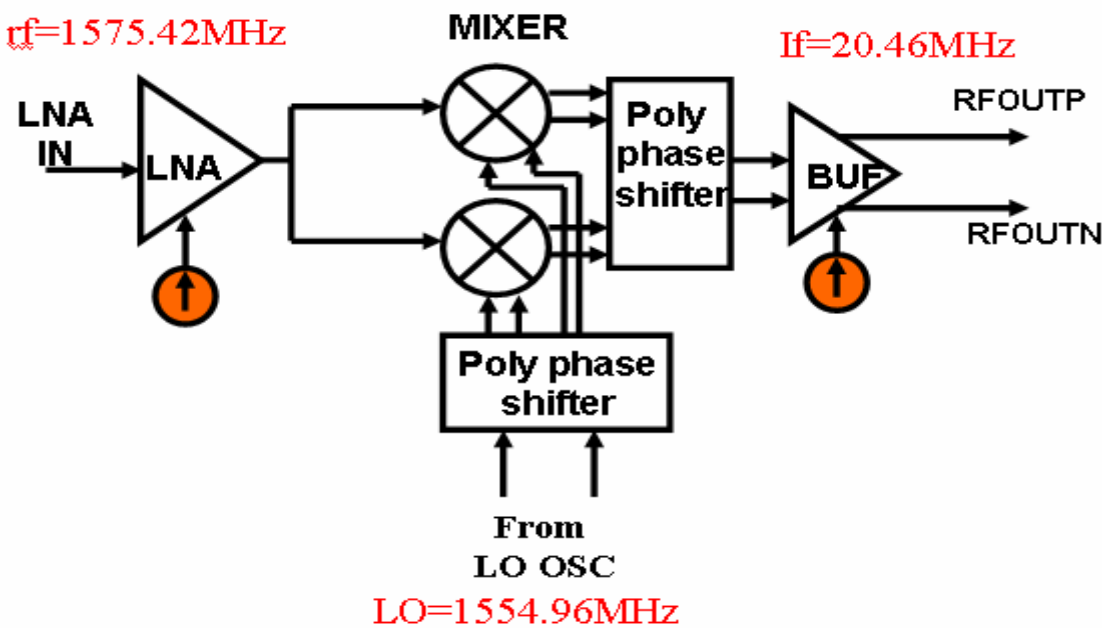 rf=1575.42MHz
MIXER
If=20.46MHz
LNA
IN
LNA
Poly
phase
shifter
BUF
RFOUTP
RFOUTN
Poly phase
shifter
From
LO OSC
LO=1554.96MHz